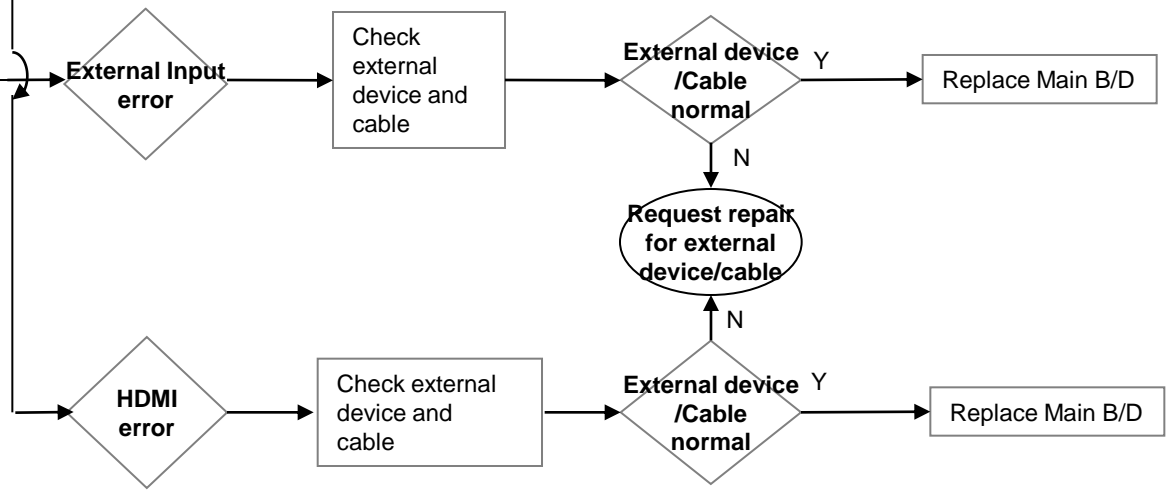 External Input
error
Check
external
device and
cable
External device
/Cable
normal
Y
Replace Main B/D
N
Request repair
for external
device/cable
N
HDMI
error
Check external
device and
cable
External device
/Cable
normal
Y
Replace Main B/D